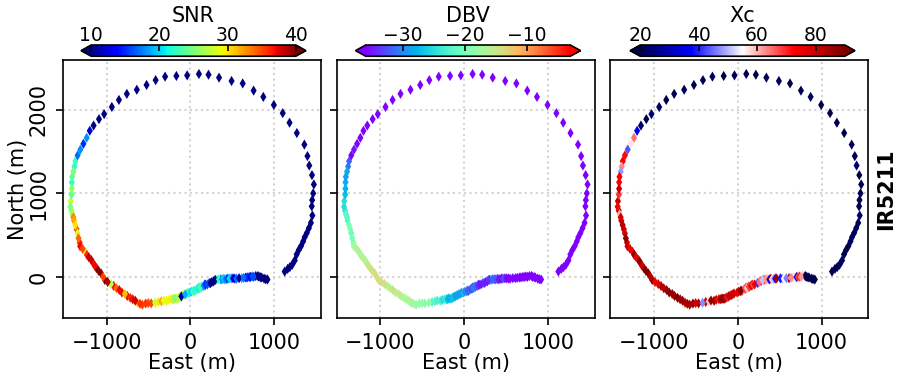 SNR DBV Xc
10 20 30 40 −30 −20 −10 20 40 60 80
2000
1000
0
North (m)
IR5211
−1000 0 1000 −1000 0 1000 −1000 0 1000
East (m) East (m) East (m)